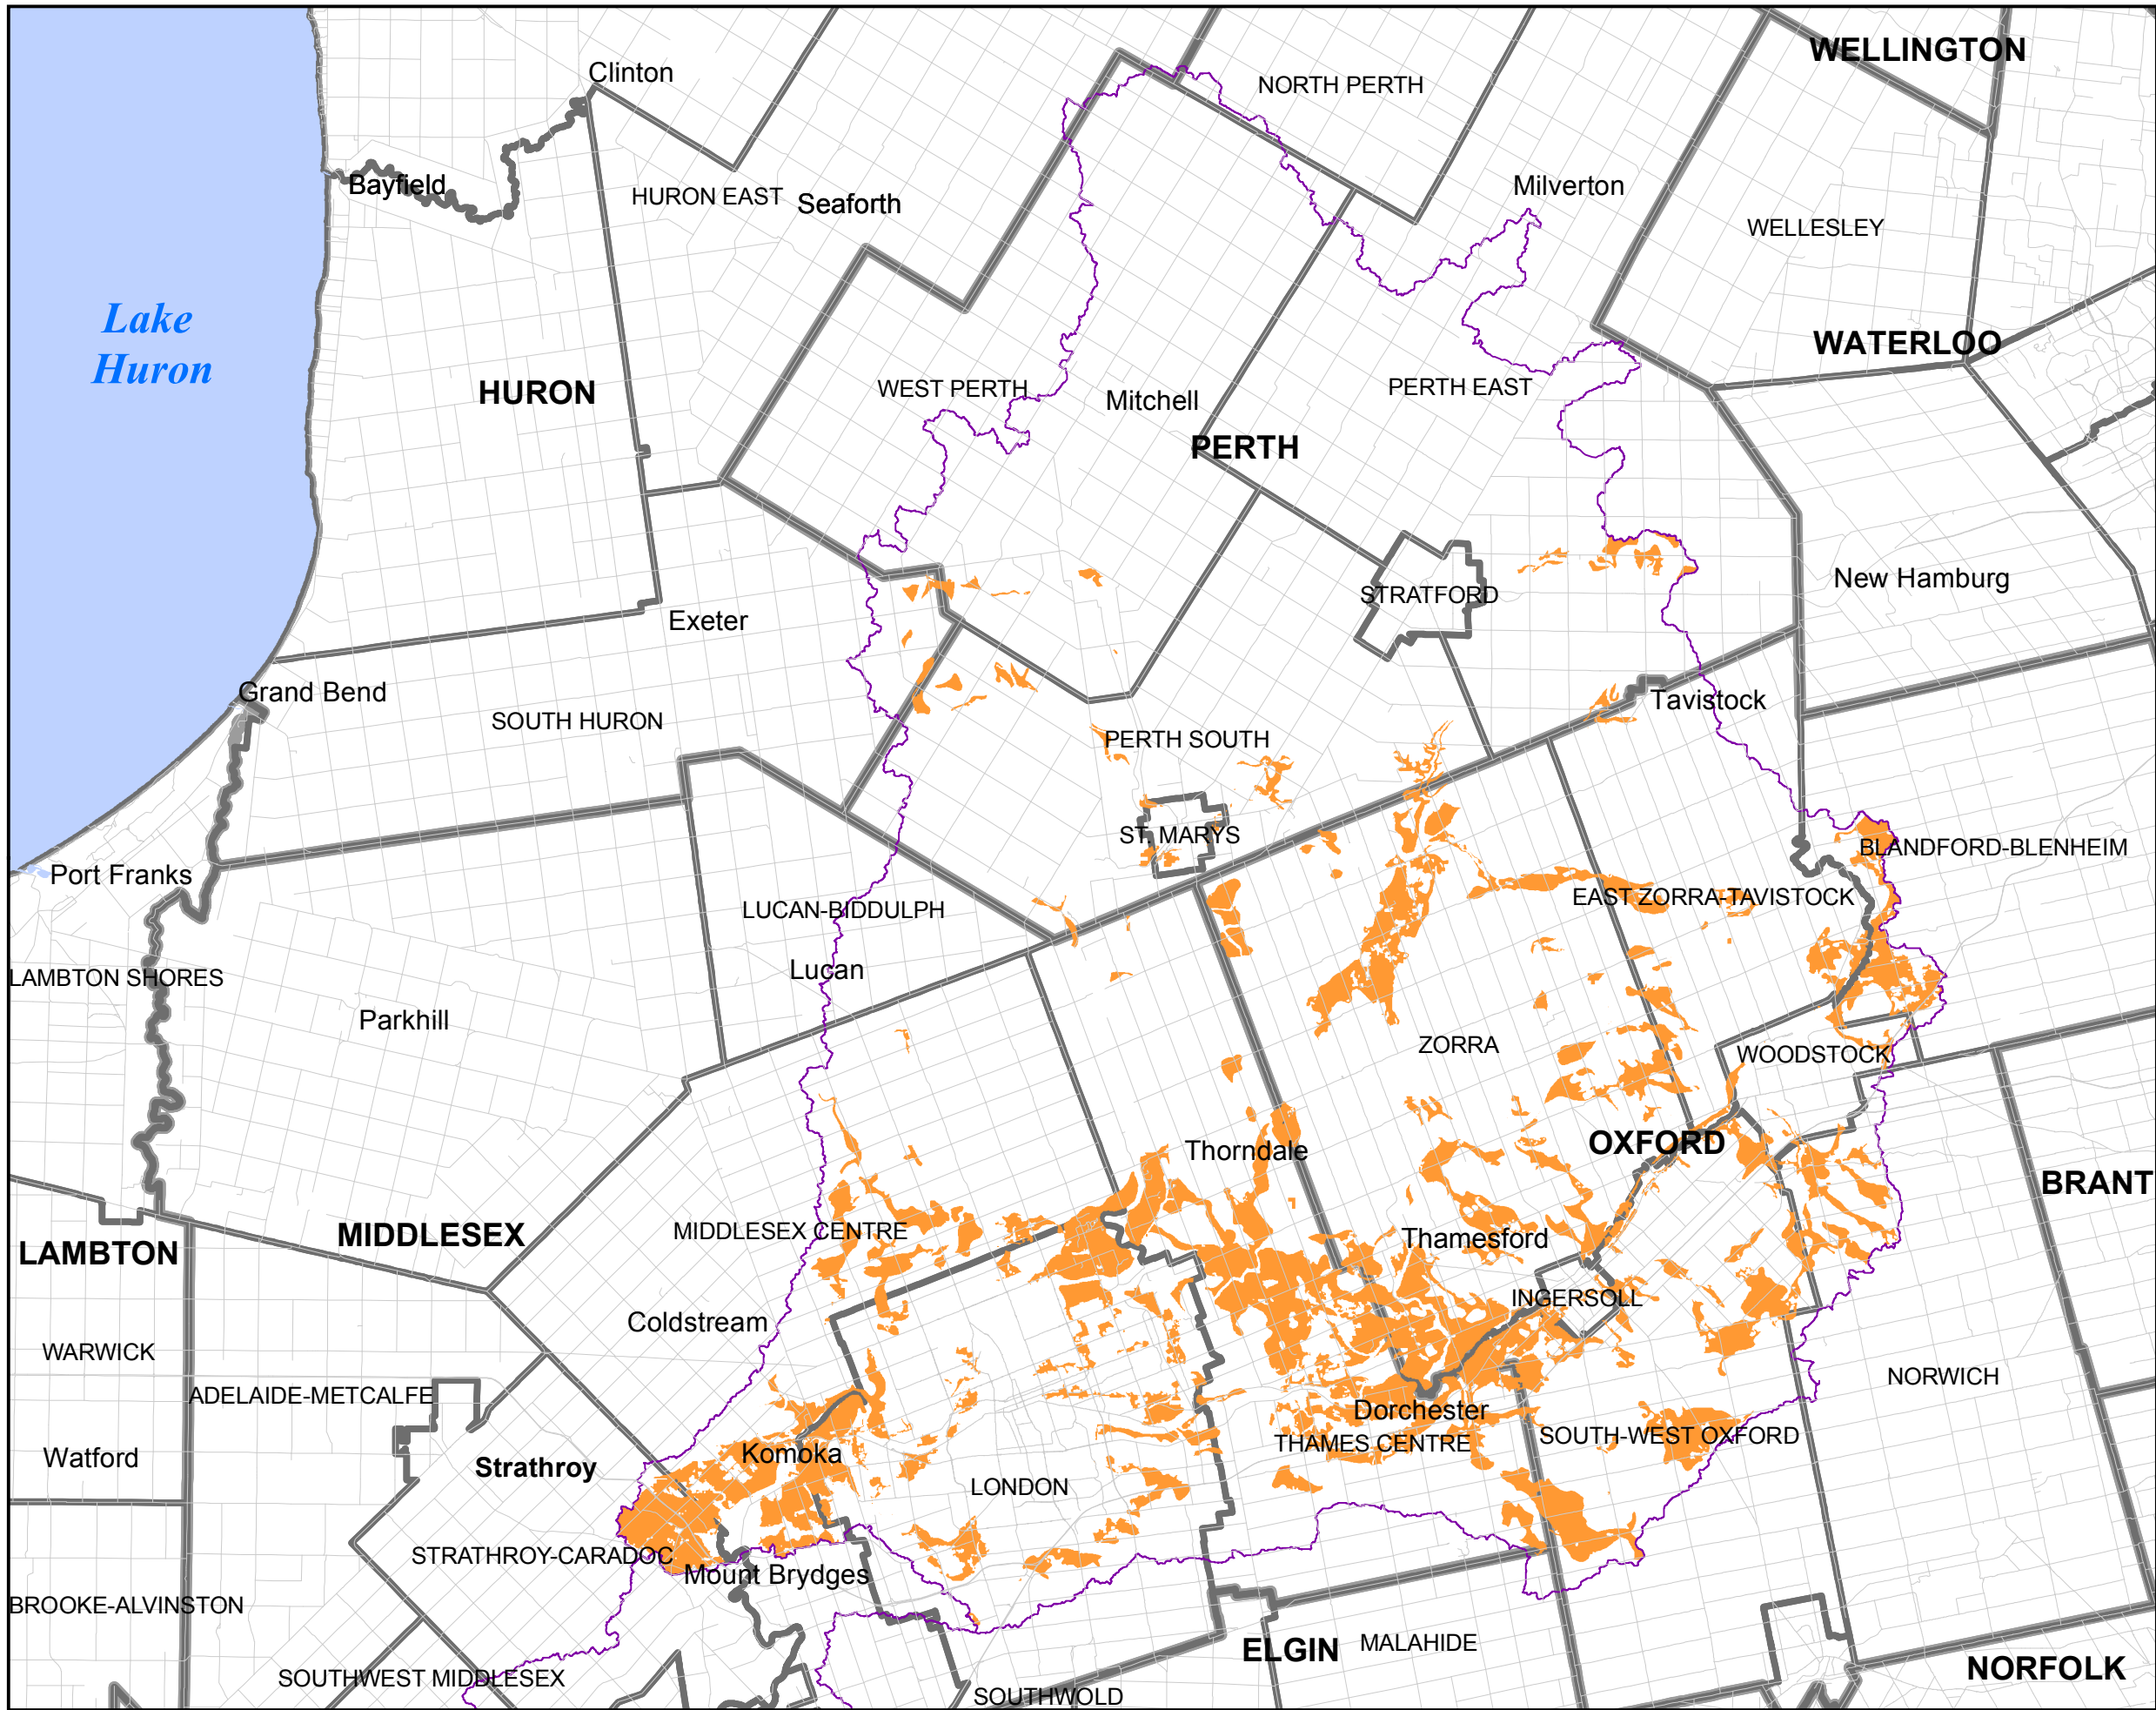 WELLINGTON
Clinton
NORTH PERTH
Bayfield
HURON EAST
Seaforth
Milverton
WELLESLEY
Lake
Huron
WATERLOO
HURON
WEST PERTH
Mitchell
PERTH EAST
PERTH
New Hamburg
STRATFORD
Exeter
Grand Bend
SOUTH HURON
Tavistock
PERTH SOUTH
ST. MARYS
BLANDFORD-BLENHEIM
Port Franks
EAST ZORRA-TAVISTOCK
LUCAN-BIDDULPH
Lucan
LAMBTON SHORES
Parkhill
ZORRA
WOODSTOCK
OXFORD
Thorndale
BRANT
MIDDLESEX
MIDDLESEX CENTRE
Thamesford
LAMBTON
INGERSOLL
Coldstream
WARWICK
NORWICH
ADELAIDE-METCALFE
Dorchester
THAMES CENTRE
SOUTH-WEST OXFORD
Watford
Strathroy
Komoka
LONDON
STRATHROY-CARADOC
Mount Brydges
BROOKE-ALVINSTON
ELGIN
MALAHIDE
NORFOLK
SOUTHWEST MIDDLESEX
SOUTHWOLD